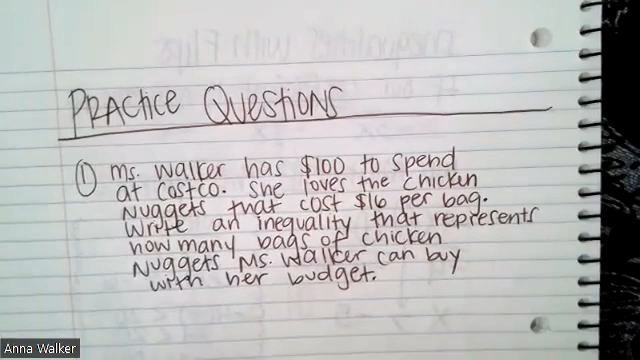 PRACTICE QUESTIONS
① Ms. Walker has $100 to spend
at Costco. She loves the chicken
nuggets that cost $16 per bag.
Write an inequality that represents
how many bags of chicken
nuggets Ms. Walker can buy
with her budget.
Anna Walker